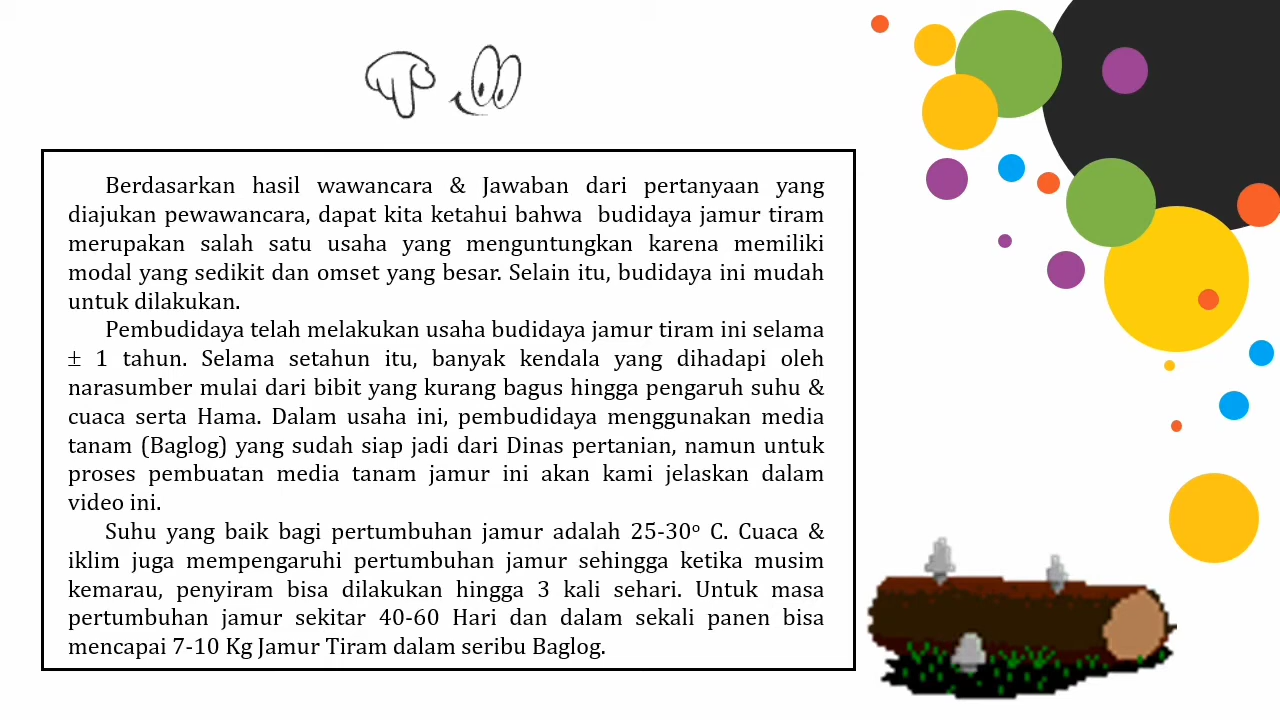 Berdasarkan hasil wawancara & Jawaban dari pertanyaan yang
diajukan pewawancara, dapat kita ketahui bahwa budidaya jamur tiram
merupakan salah satu usaha yang menguntungkan karena memiliki
modal yang sedikit dan omset yang besar. Selain itu, budidaya ini mudah
untuk dilakukan.
Pembudidaya telah melakukan usaha budidaya jamur tiram ini selama
± 1 tahun. Selama setahun itu, banyak kendala yang dihadapi oleh
narasumber mulai dari bibit yang kurang bagus hingga pengaruh suhu &
cuaca serta Hama. Dalam usaha ini, pembudidaya menggunakan media
tanam (Baglog) yang sudah siap jadi dari Dinas pertanian, namun untuk
proses pembuatan media tanam jamur ini akan kami jelaskan dalam
video ini.
Suhu yang baik bagi pertumbuhan jamur adalah 25-30º C. Cuaca &
iklim juga mempengaruhi pertumbuhan jamur sehingga ketika musim
kemarau, penyiram bisa dilakukan hingga 3 kali sehari. Untuk masa
pertumbuhan jamur sekitar 40-60 Hari dan dalam sekali panen bisa
mencapai 7-10 Kg Jamur Tiram dalam seribu Baglog.